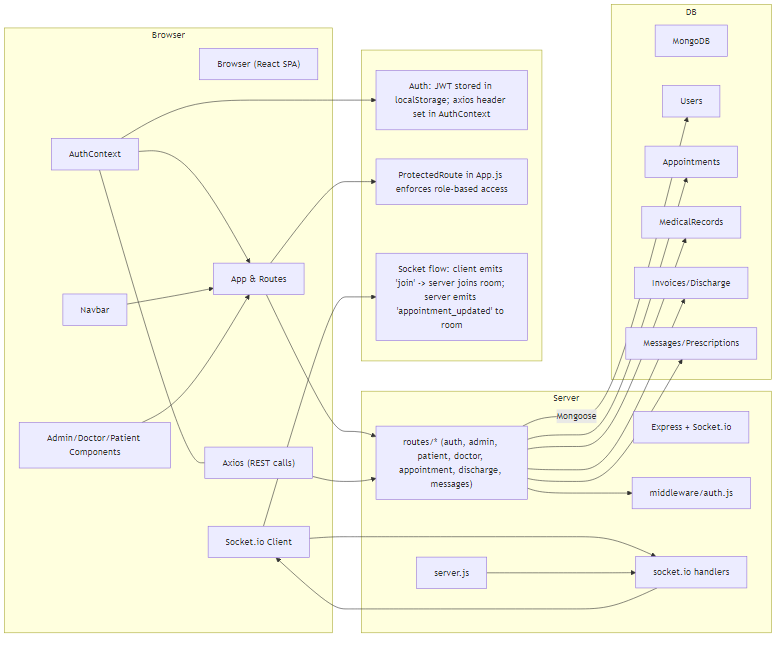 Browser
Browser (React SPA)
AuthContext
App & Routes
Navbar
Admin/Doctor/Patient
Components
Axios (REST calls)
Socket.io Client
Auth: JWT stored in
localStorage; axios header
set in AuthContext
ProtectedRoute in App.js
enforces role-based access
Socket flow: client emits
'join' -> server joins room;
server emits
'appointment_updated' to
room
DB
MongoDB
Users
Appointments
MedicalRecords
Invoices/Discharge
Messages/Prescriptions
Server
Mongoose
routes/* (auth, admin,
patient, doctor,
appointment, discharge,
messages)
Express + Socket.io
middleware/auth.js
server.js
socket.io handlers